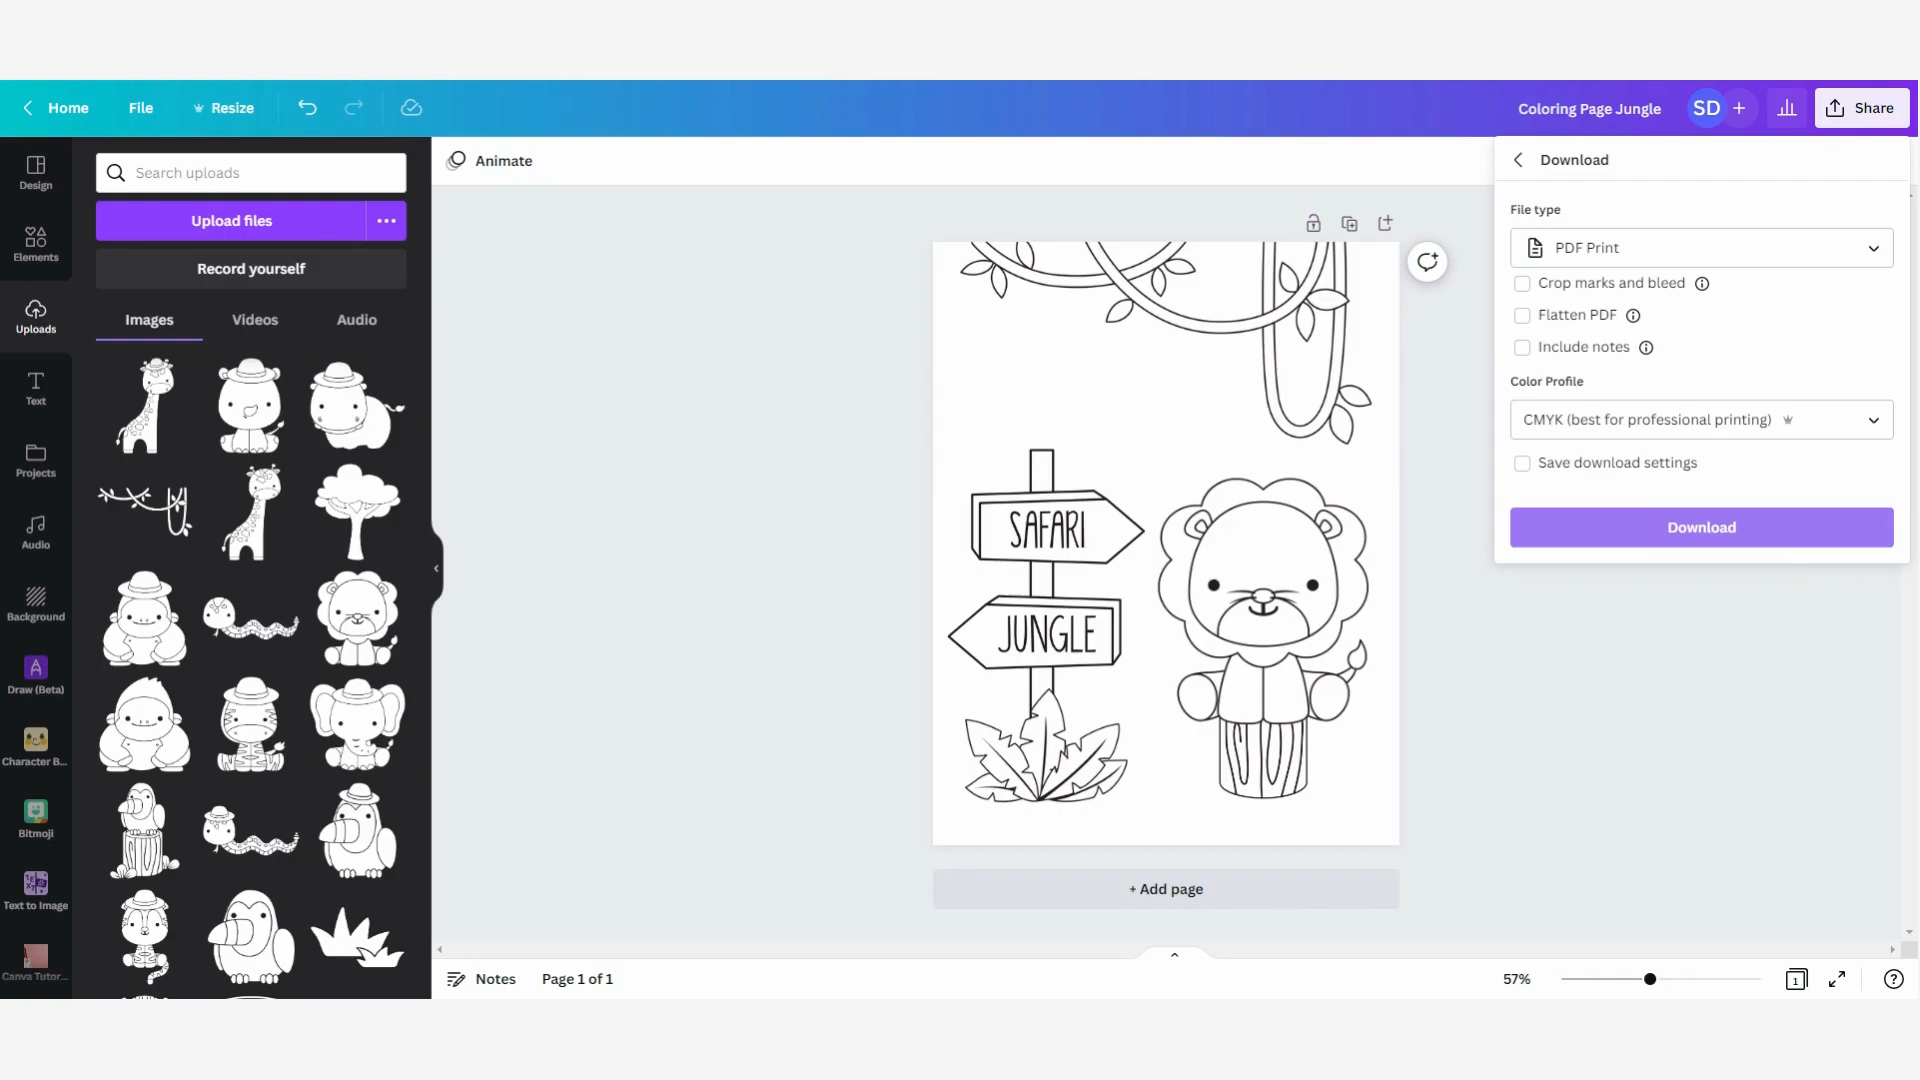 Home
File
Resize
Coloring Page Jungle
SD
+
Share
Design
Elements
Uploads
Text
Projects
Audio
Background
Draw (Beta)
Character B...
Bitmoji
Text to Image
Canva Tutor...
Search uploads
Upload files
Record yourself
Images
Videos
Audio
Animate
SAFARI
JUNGLE
+ Add page
Download
File type
PDF Print
Crop marks and bleed
Flatten PDF
Include notes
Color Profile
CMYK (best for professional printing)
Save download settings
Download
Notes
Page 1 of 1
57%
1
?